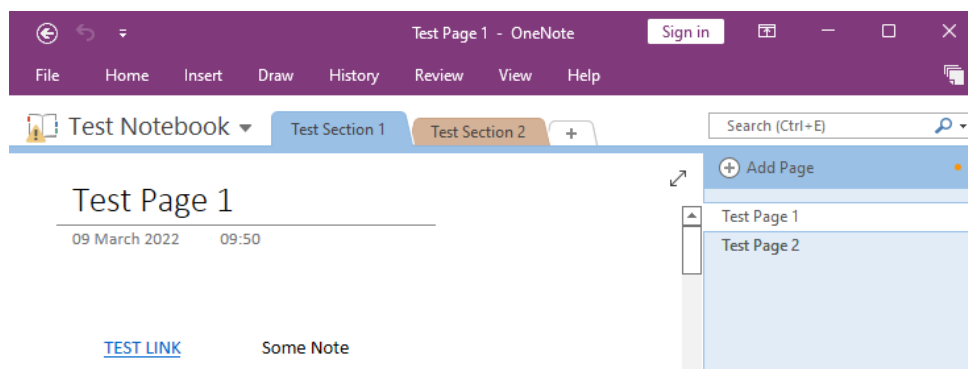 Test Page 1 - OneNote Sign in
File Home Insert Draw History Review View Help
Test Notebook Test Section 1 Test Section 2 + Search (Ctrl+E)
Add Page
Test Page 1
09 March 2022 09:50
TEST LINK Some Note
Test Page 1
Test Page 2